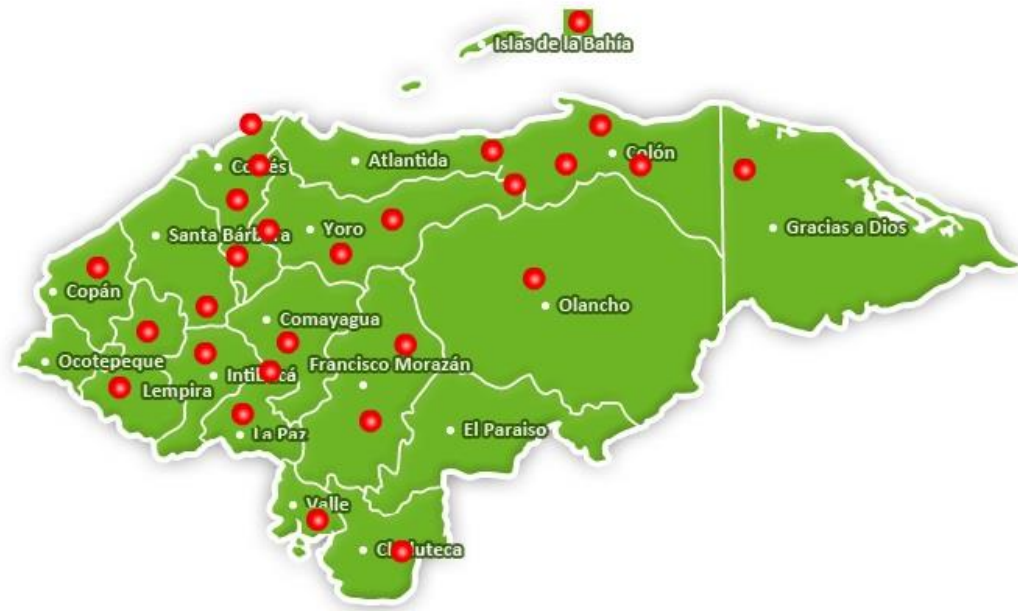 Islas de la Bahía
Atlantida
Colón
Yoro
Gracias a Dios
Copán
Olancho
Comayagua
Ocotepeque
Francisco Morazán
Lempira
El Paraiso
La Paz
Valle